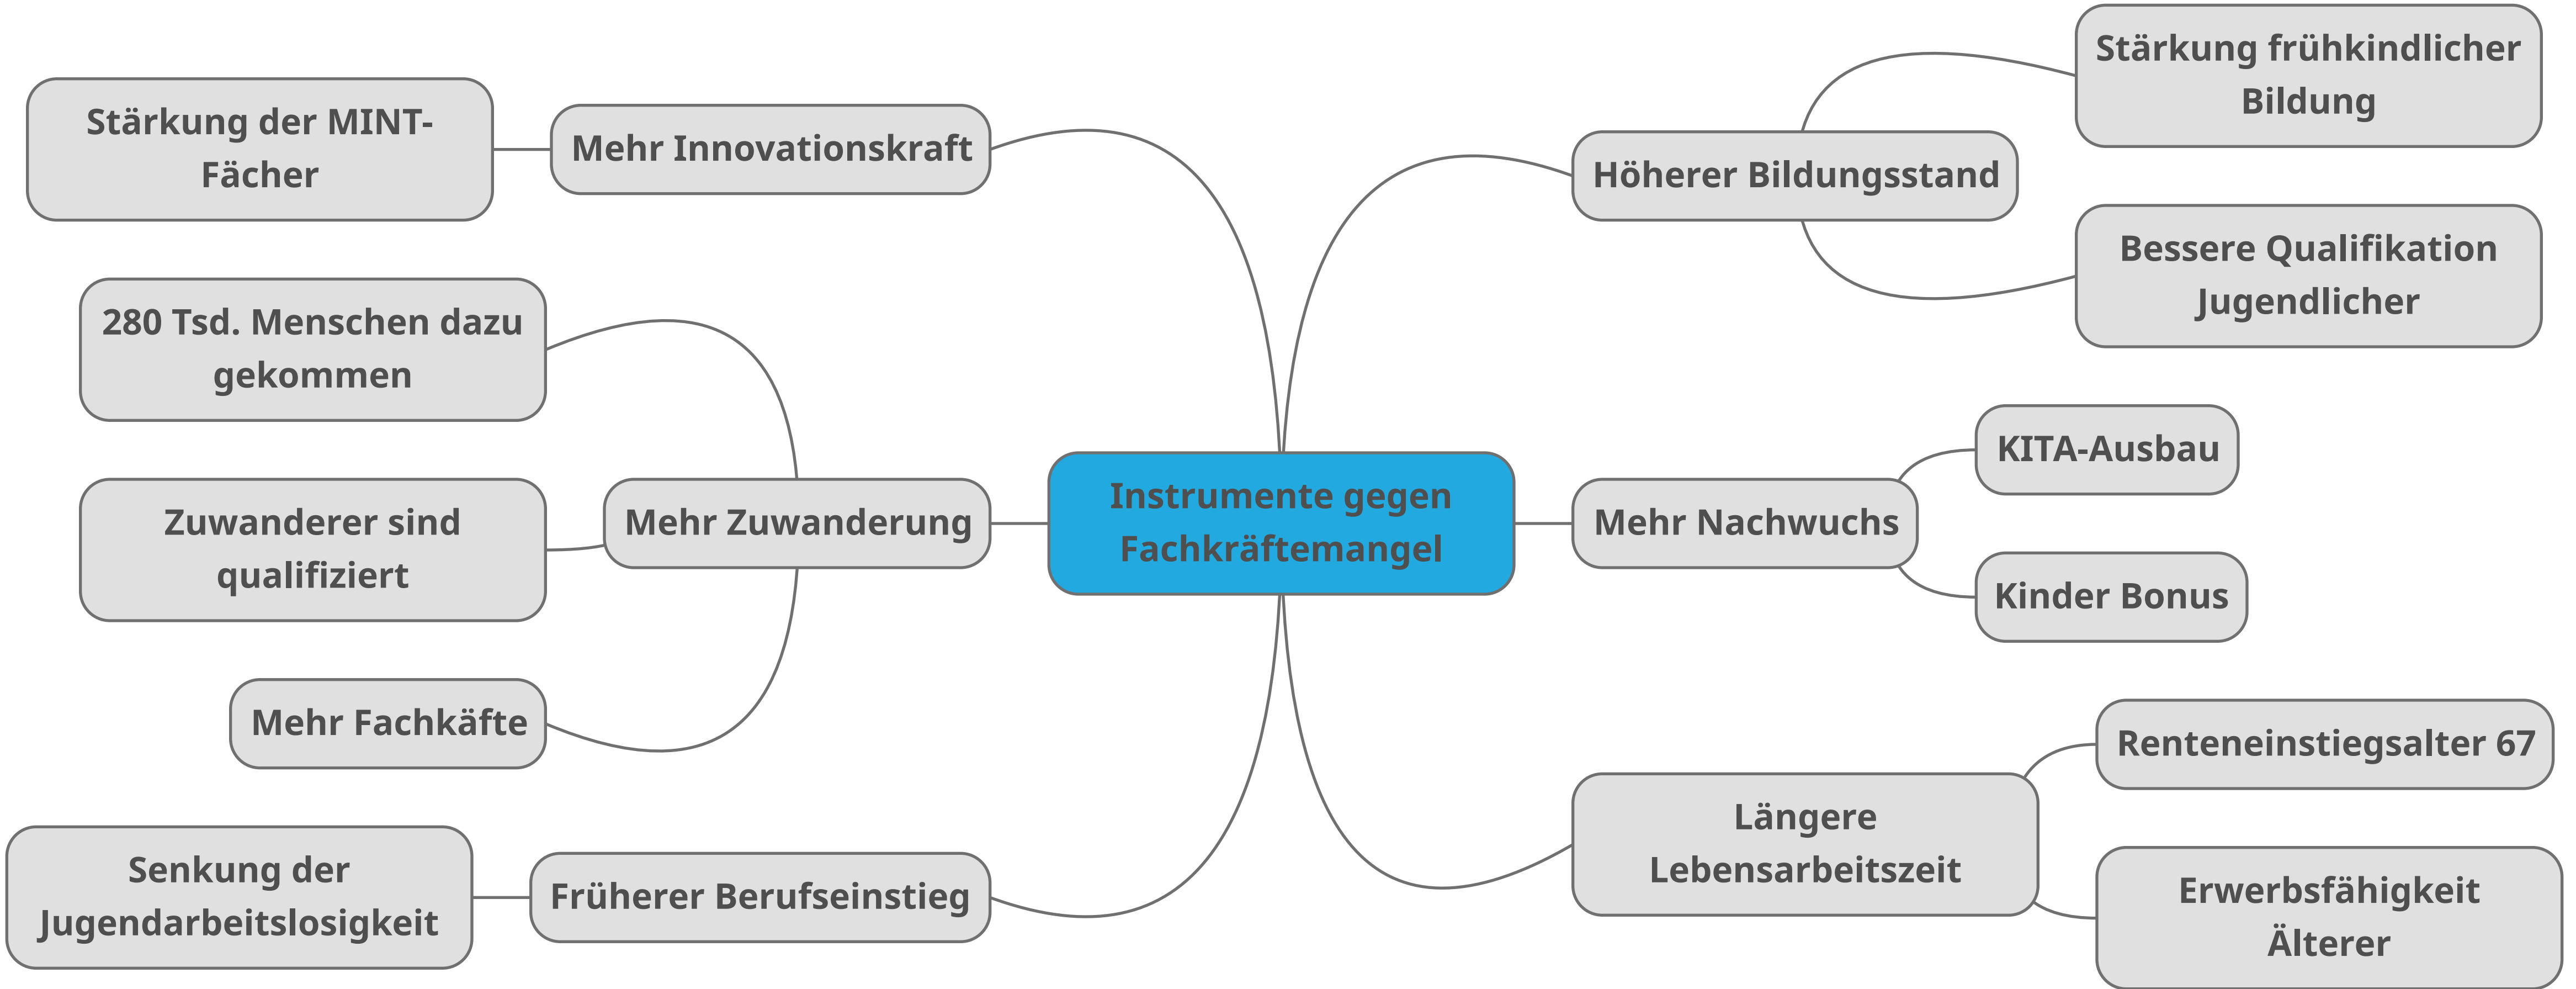 Instrumente gegen
Fachkräftemangel
Höherer Bildungsstand
Stärkung frühkindlicher
Bildung
Bessere Qualifikation
Jugendlicher
Mehr Nachwuchs
KITA-Ausbau
Kinder Bonus
Längere
Lebensarbeitszeit
Renteneinstiegsalter 67
Erwerbsfähigkeit
Älterer
Mehr Innovationskraft
Stärkung der MINT-
Fächer
Mehr Zuwanderung
280 Tsd. Menschen dazu
gekommen
Zuwanderer sind
qualifiziert
Mehr Fachkäfte
Früherer Berufseinstieg
Senkung der
Jugendarbeitslosigkeit